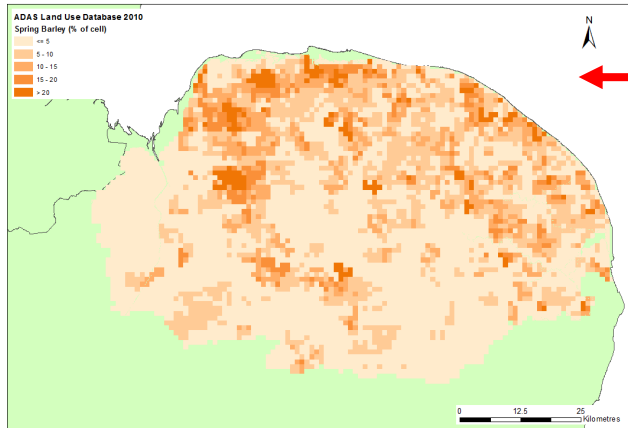 ADAS Land Use Database 2010
Spring Barley (% of cell)
<= 5
5 - 10
10 - 15
15 - 20
> 20
N
0 12.5 25
Kilometres